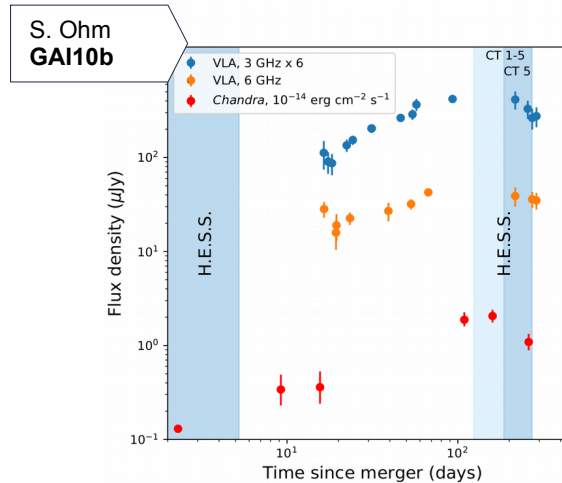 S. Ohm
GAI10b
VLA, 3 GHz x 6
VLA, 6 GHz
Chandra, 10⁻¹⁴ erg cm⁻² s⁻¹
CT 1-5
CT 5
H.E.S.S.
H.E.S.S.
Flux density (μJy)
10²
10¹
10⁰
10⁻¹
10¹
10²
Time since merger (days)